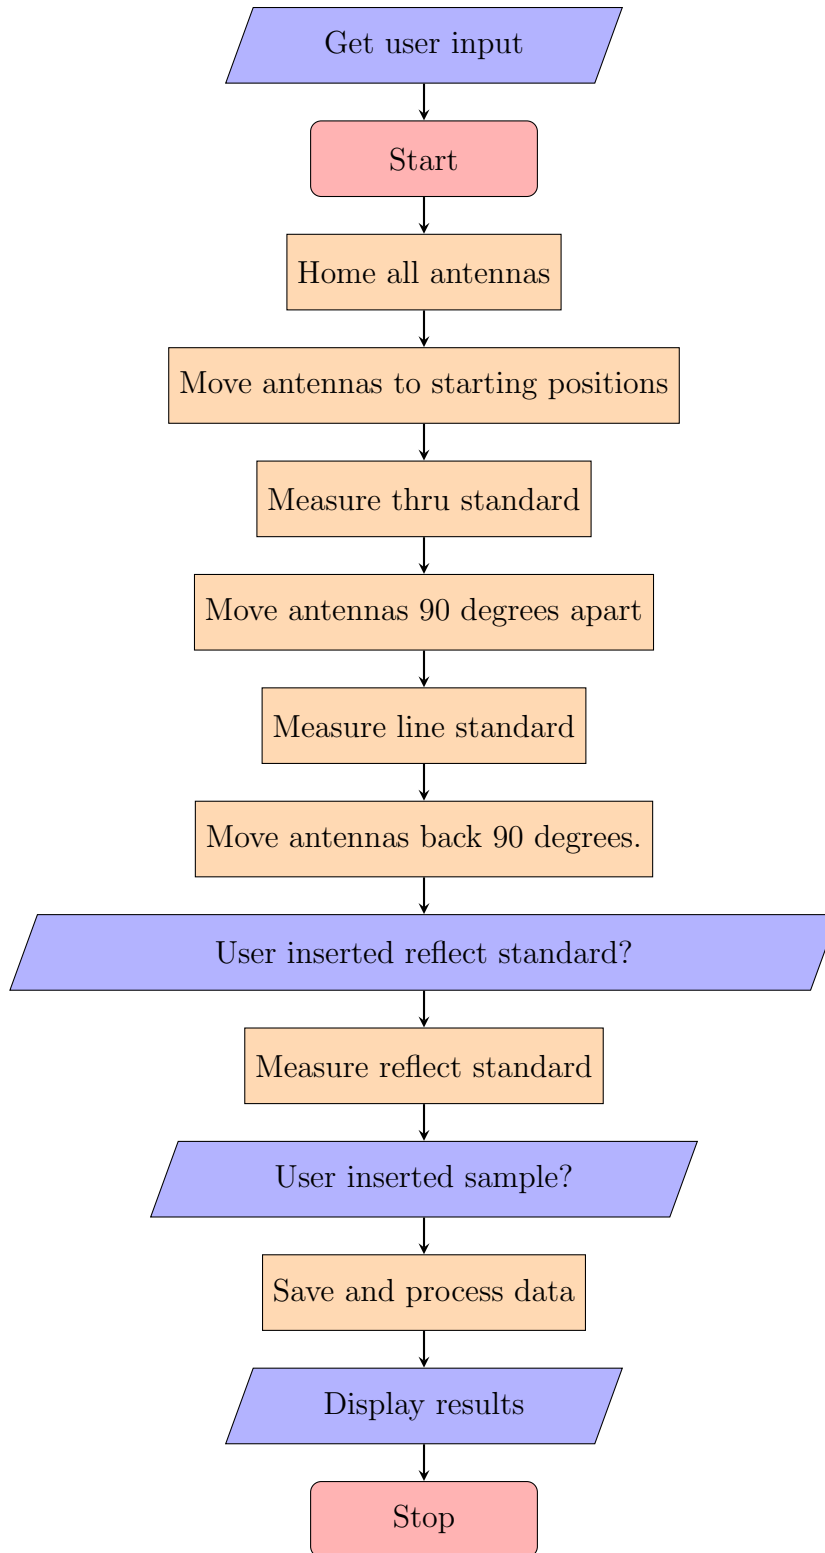 Get user input
Start
Home all antennas
Move antennas to starting positions
Measure thru standard
Move antennas 90 degrees apart
Measure line standard
Move antennas back 90 degrees.
User inserted reflect standard?
Measure reflect standard
User inserted sample?
Save and process data
Display results
Stop